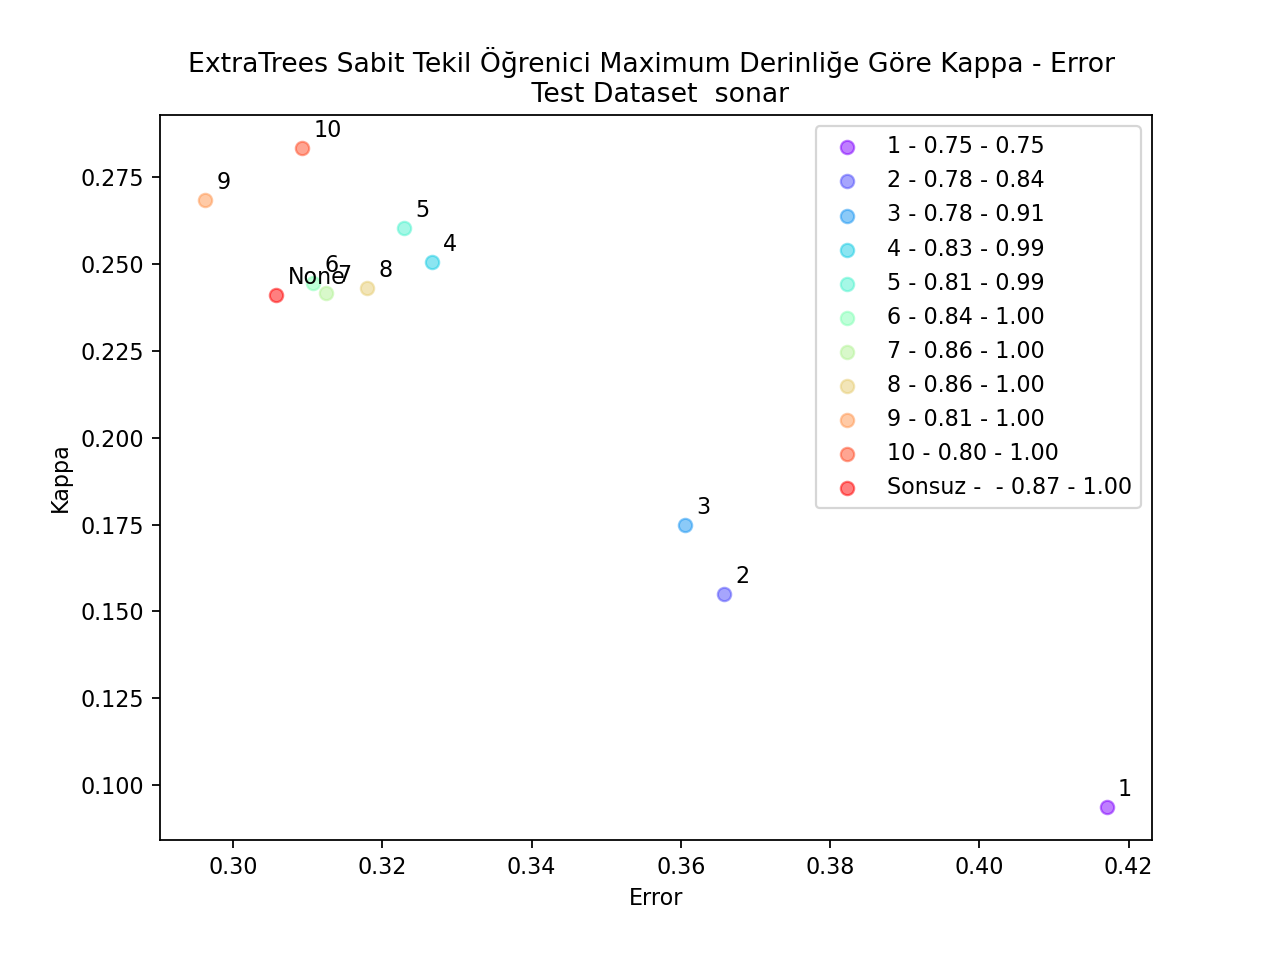 ExtraTrees Sabit Tekil Öğrenici Maximum Derinliğe Göre Kappa - Error
Test Dataset  sonar
10
9
5
4
6
None
7
8
3
2
1
1 - 0.75 - 0.75
2 - 0.78 - 0.84
3 - 0.78 - 0.91
4 - 0.83 - 0.99
5 - 0.81 - 0.99
6 - 0.84 - 1.00
7 - 0.86 - 1.00
8 - 0.86 - 1.00
9 - 0.81 - 1.00
10 - 0.80 - 1.00
Sonsuz -  - 0.87 - 1.00
0.275
0.250
0.225
0.200
0.175
0.150
0.125
0.100
Kappa
0.30 0.32 0.34 0.36 0.38 0.40 0.42
Error